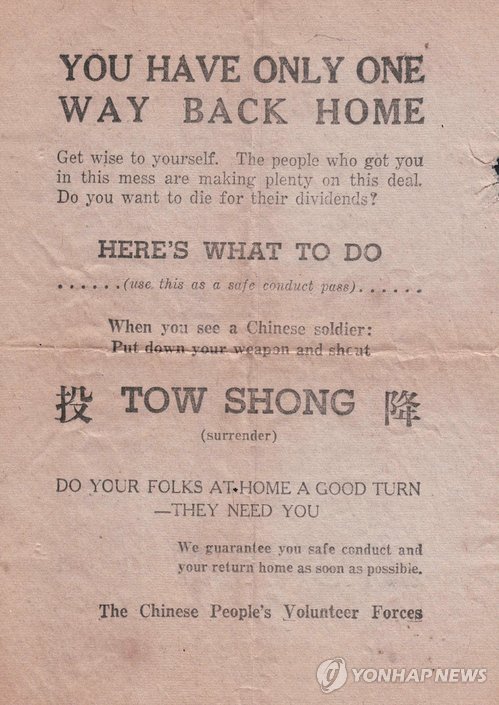 YOU HAVE ONLY ONE
WAY BACK HOME
Get wise to yourself. The people who got you
in this mess are making plenty on this deal.
Do you want to die for their dividends?
HERE'S WHAT TO DO
......(use this as a safe conduct pass)......
When you see a Chinese soldier:
Put down your weapon and shout
投 TOW SHONG 降
(surrender)
DO YOUR FOLKS AT HOME A GOOD TURN
—THEY NEED YOU
We guarantee you safe conduct and
your return home as soon as possible.
The Chinese People's Volunteer Forces
YONHAPNEWS